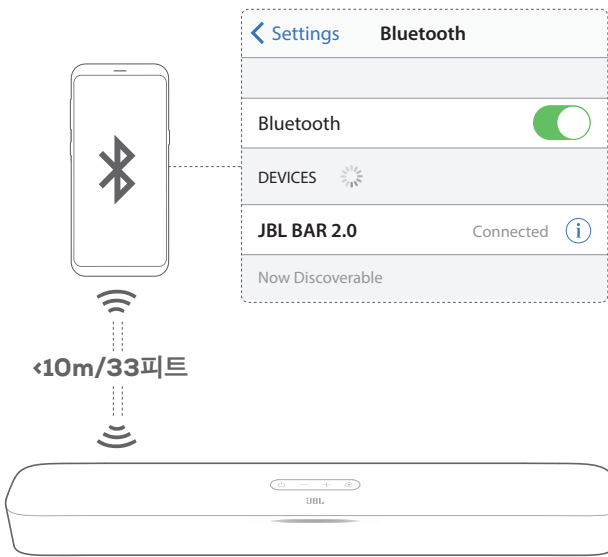 Settings Bluetooth
Bluetooth
DEVICES
JBL BAR 2.0 Connected i
Now Discoverable
<10m/33피트
JBL